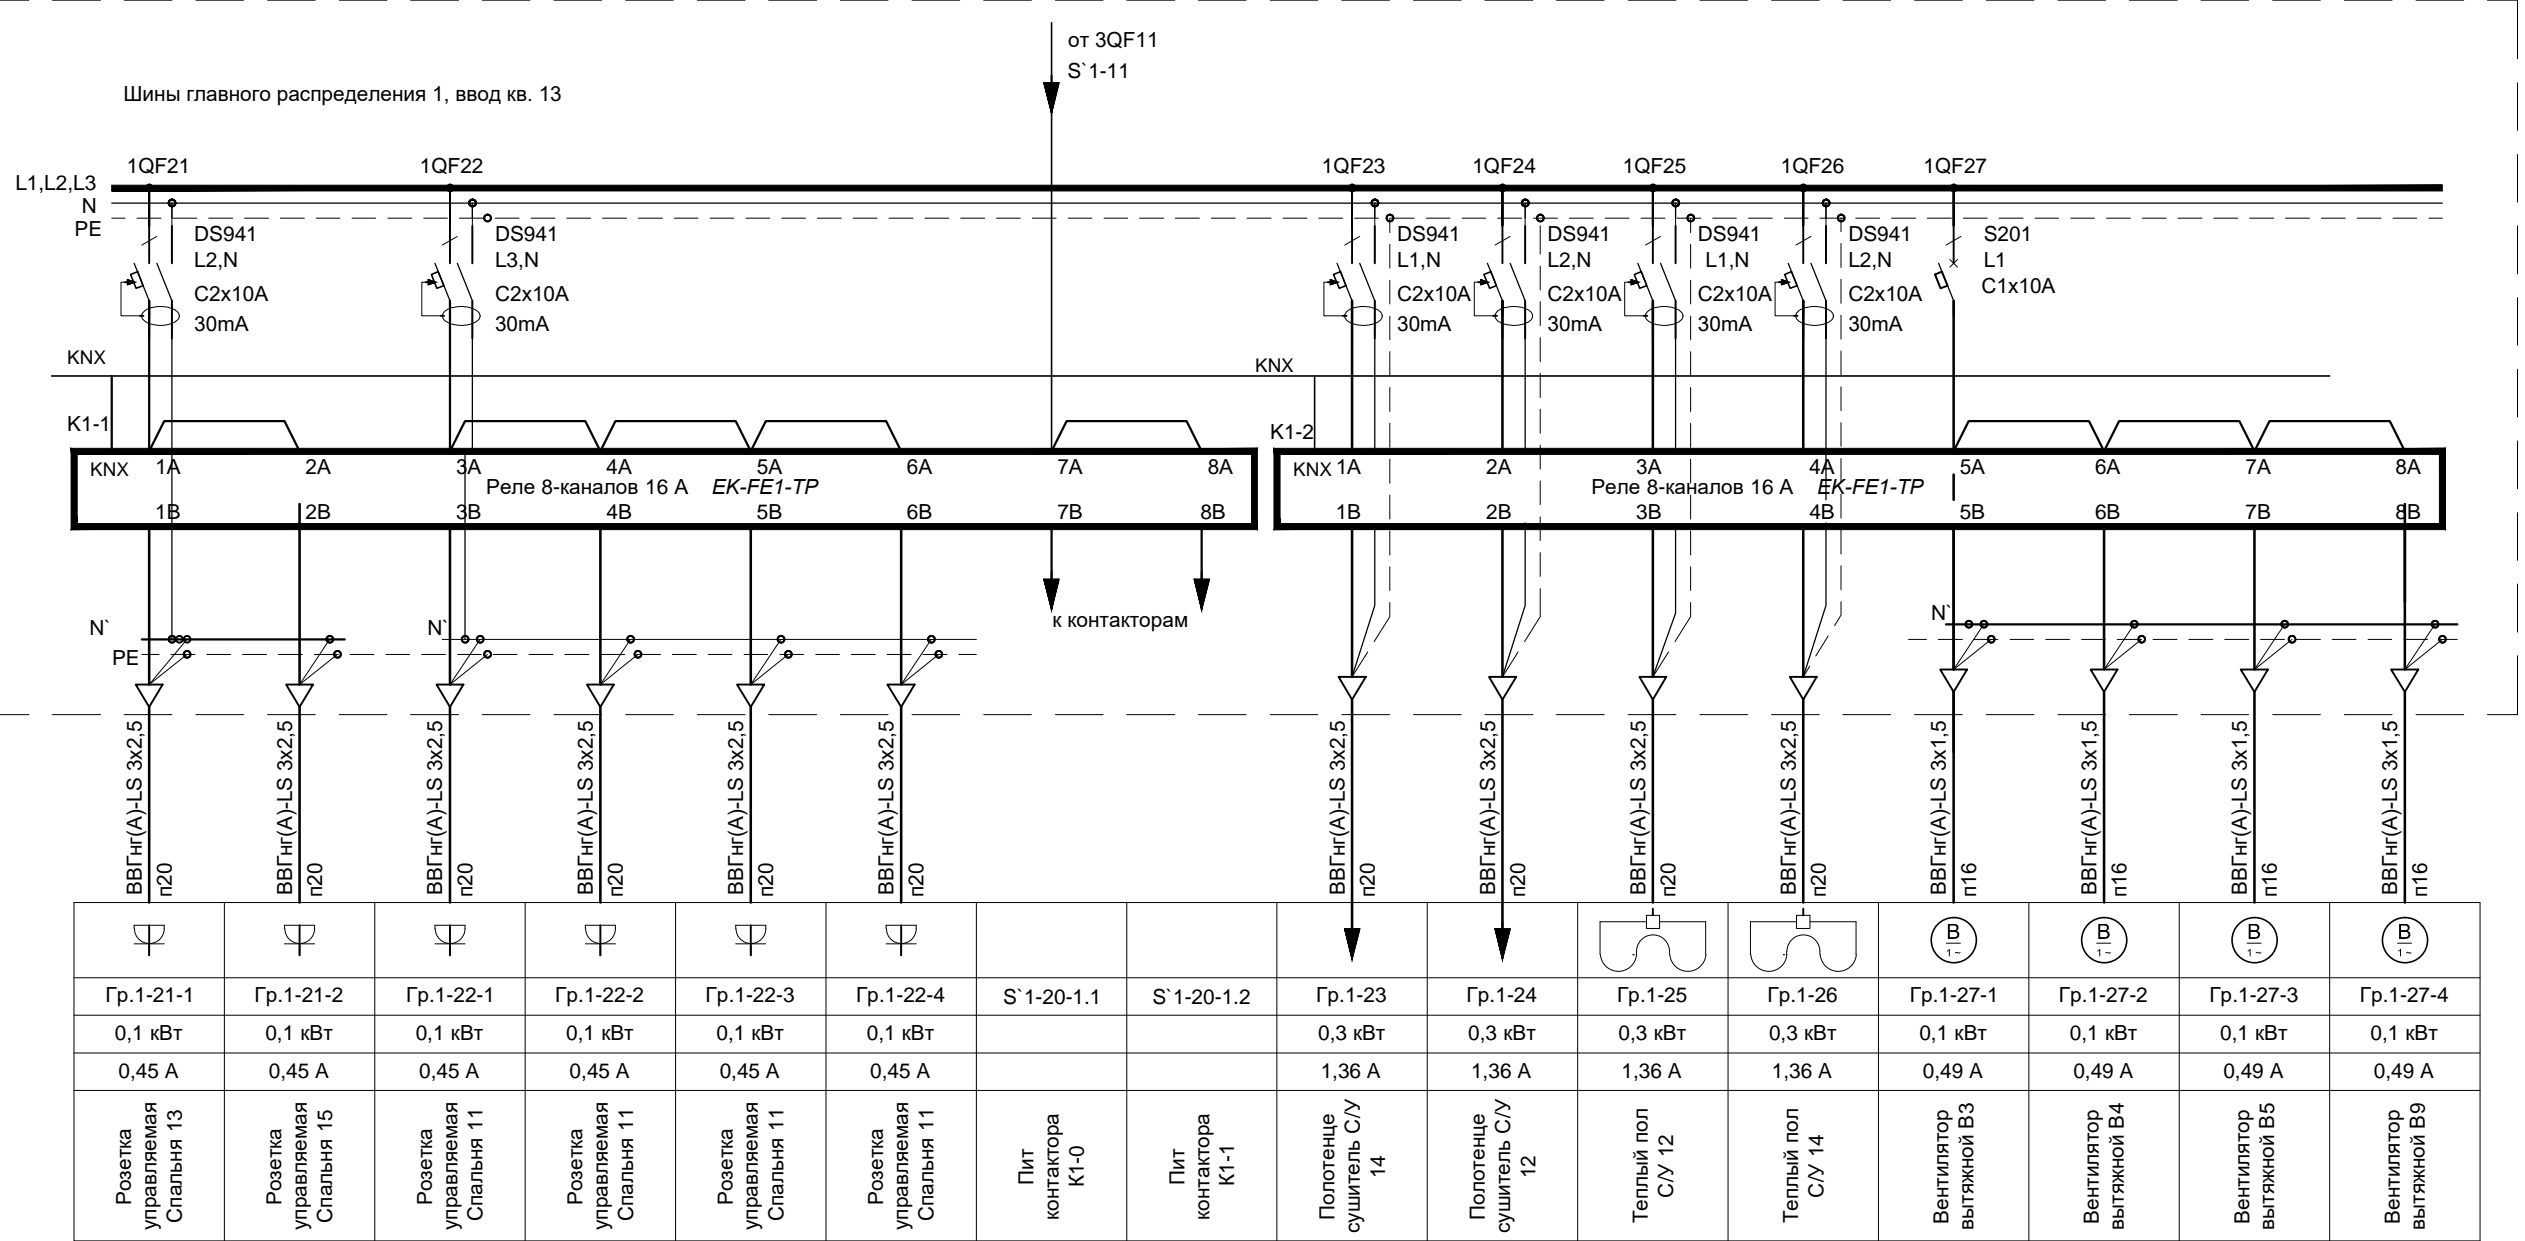 от 3QF11
S`1-11
Шины главного распределения 1, ввод кв. 13
1QF21
1QF22
1QF23
1QF24
1QF25
1QF26
1QF27
L1,L2,L3
N
PE
DS941
L2,N
C2x10A
30mA
DS941
L3,N
C2x10A
30mA
DS941
L1,N
C2x10A
30mA
DS941
L2,N
C2x10A
30mA
DS941
L1,N
C2x10A
30mA
DS941
L2,N
C2x10A
30mA
S201
L1
C1x10A
KNX
KNX
K1-1
K1-2
KNX 1A 2A 3A 4A 5A 6A 7A 8A
Реле 8-каналов 16 А EK-FE1-TP
1B 2B 3B 4B 5B 6B 7B 8B
KNX 1A 2A 3A 4A 5A 6A 7A 8A
Реле 8-каналов 16 А EK-FE1-TP
1B 2B 3B 4B 5B 6B 7B 8B
к контакторам
N`
N`
N`
PE
ВВГнг(А)-LS 3x2,5
п20
ВВГнг(А)-LS 3x2,5
п20
ВВГнг(А)-LS 3x2,5
п20
ВВГнг(А)-LS 3x2,5
п20
ВВГнг(А)-LS 3x2,5
п20
ВВГнг(А)-LS 3x2,5
п20
ВВГнг(А)-LS 3x2,5
п20
ВВГнг(А)-LS 3x2,5
п20
ВВГнг(А)-LS 3x2,5
п20
ВВГнг(А)-LS 3x2,5
п20
ВВГнг(А)-LS 3x1,5
п16
ВВГнг(А)-LS 3x1,5
п16
ВВГнг(А)-LS 3x1,5
п16
ВВГнг(А)-LS 3x1,5
п16
В
1~
В
1~
В
1~
В
1~
Гр.1-21-1 Гр.1-21-2 Гр.1-22-1 Гр.1-22-2 Гр.1-22-3 Гр.1-22-4 S`1-20-1.1 S`1-20-1.2 Гр.1-23 Гр.1-24 Гр.1-25 Гр.1-26 Гр.1-27-1 Гр.1-27-2 Гр.1-27-3 Гр.1-27-4
0,1 кВт 0,1 кВт 0,1 кВт 0,1 кВт 0,1 кВт 0,1 кВт 0,3 кВт 0,3 кВт 0,3 кВт 0,3 кВт 0,1 кВт 0,1 кВт 0,1 кВт 0,1 кВт
0,45 А 0,45 А 0,45 А 0,45 А 0,45 А 0,45 А 1,36 А 1,36 А 1,36 А 1,36 А 0,49 А 0,49 А 0,49 А 0,49 А
Розетка
управляемая
Спальня 13
Розетка
управляемая
Спальня 15
Розетка
управляемая
Спальня 11
Розетка
управляемая
Спальня 11
Розетка
управляемая
Спальня 11
Розетка
управляемая
Спальня 11
Пит
контактора
К1-0
Пит
контактора
К1-1
Полотенце
сушитель С/У
14
Полотенце
сушитель С/У
12
Теплый пол
С/У 12
Теплый пол
С/У 14
Вентилятор
вытяжной В3
Вентилятор
вытяжной В4
Вентилятор
вытяжной В5
Вентилятор
вытяжной В9